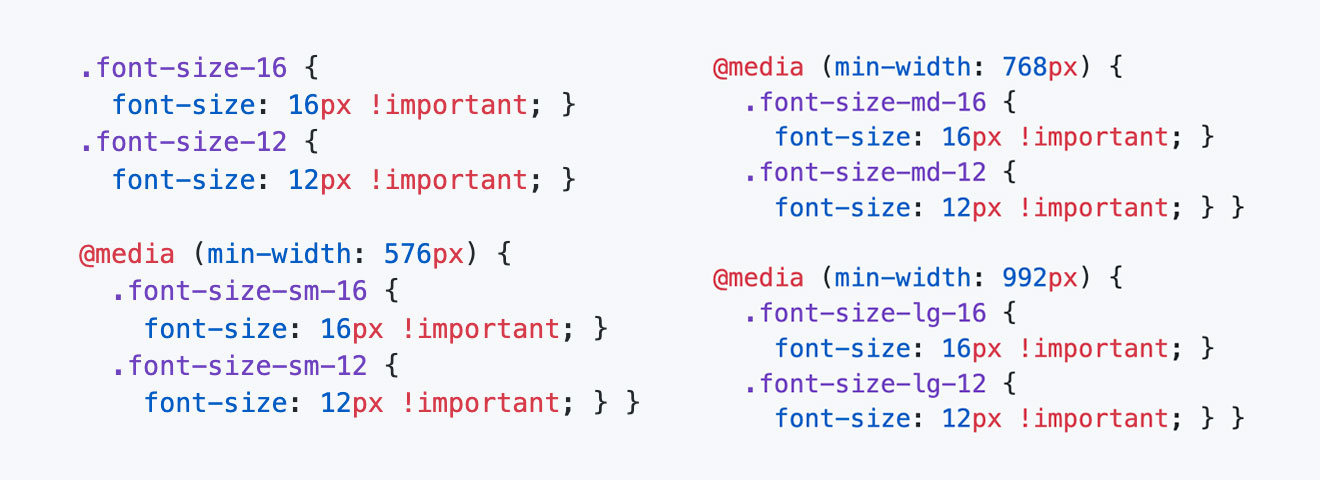 .font-size-16 {
  font-size: 16px !important; }
.font-size-12 {
  font-size: 12px !important; }
@media (min-width: 576px) {
  .font-size-sm-16 {
    font-size: 16px !important; }
  .font-size-sm-12 {
    font-size: 12px !important; } }
@media (min-width: 768px) {
  .font-size-md-16 {
    font-size: 16px !important; }
  .font-size-md-12 {
    font-size: 12px !important; } }
@media (min-width: 992px) {
  .font-size-lg-16 {
    font-size: 16px !important; }
  .font-size-lg-12 {
    font-size: 12px !important; } }